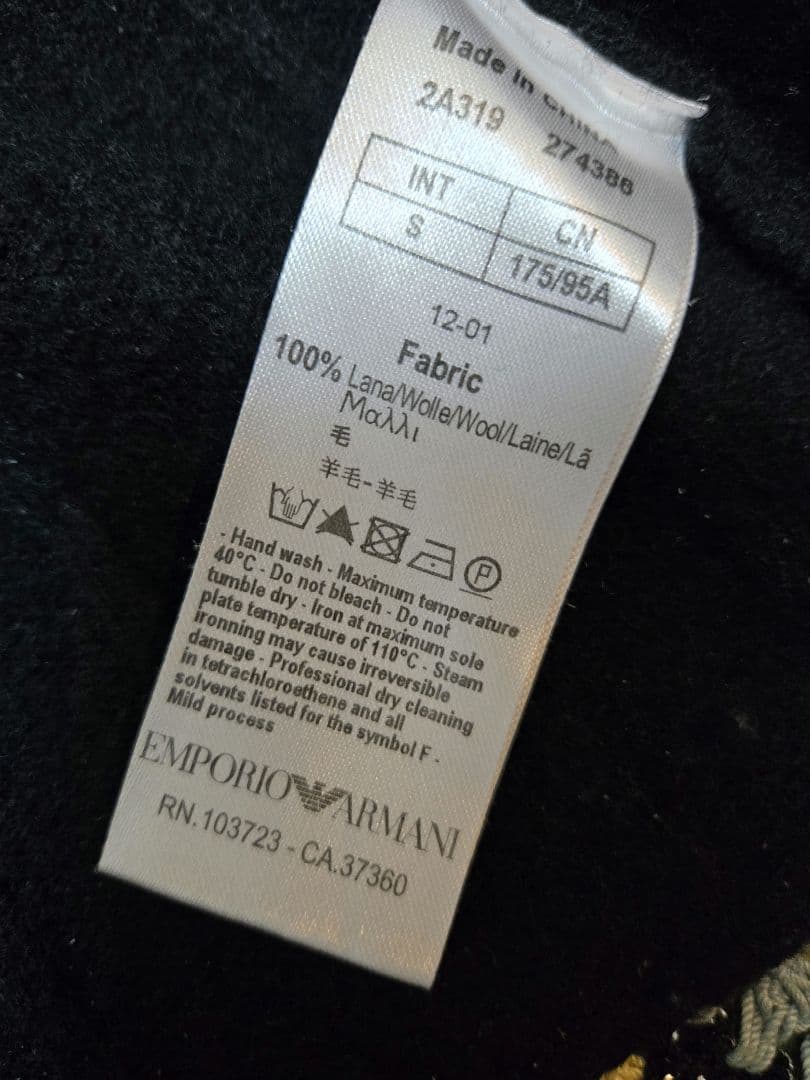 Made in CHINA
2A319 274386
INT CN
S 175/95A
12-01
Fabric
100% Lana/Wolle/Wool/Laine/Lã
Μαλλι
毛
羊毛-羊毛
P
- Hand wash - Maximum temperature
40°C - Do not bleach - Do not
tumble dry - Iron at maximum sole
plate temperature of 110°C - Steam
ironning may cause irreversible
damage - Professional dry cleaning
in tetrachloroethene and all
solvents listed for the symbol F -
Mild process
EMPORIO ARMANI
RN.103723 - CA.37360